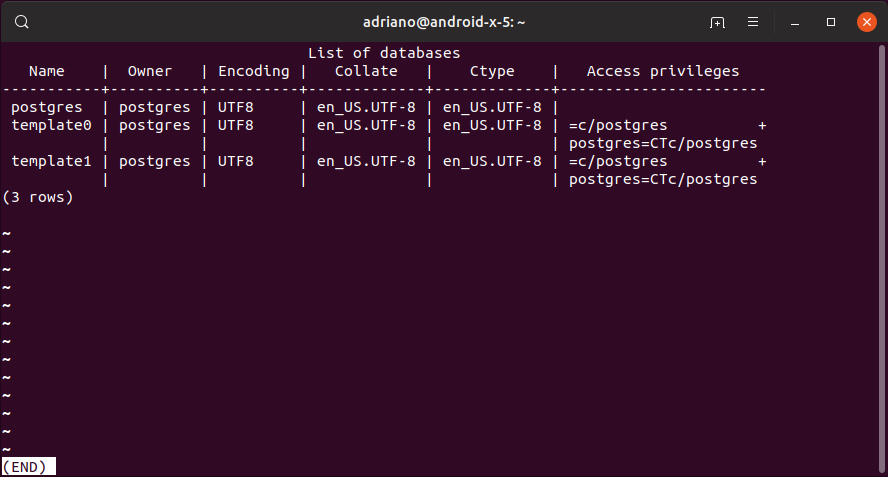 adriano@android-x-5: ~
                                  List of databases
   Name    |  Owner   | Encoding |   Collate   |    Ctype    |   Access privileges
-----------+----------+----------+-------------+-------------+-----------------------
 postgres  | postgres | UTF8     | en_US.UTF-8 | en_US.UTF-8 |
 template0 | postgres | UTF8     | en_US.UTF-8 | en_US.UTF-8 | =c/postgres          +
           |          |          |             |             | postgres=CTc/postgres
 template1 | postgres | UTF8     | en_US.UTF-8 | en_US.UTF-8 | =c/postgres          +
           |          |          |             |             | postgres=CTc/postgres
(3 rows)

~
~
~
~
~
~
~
~
~
~
~
~
~
(END)